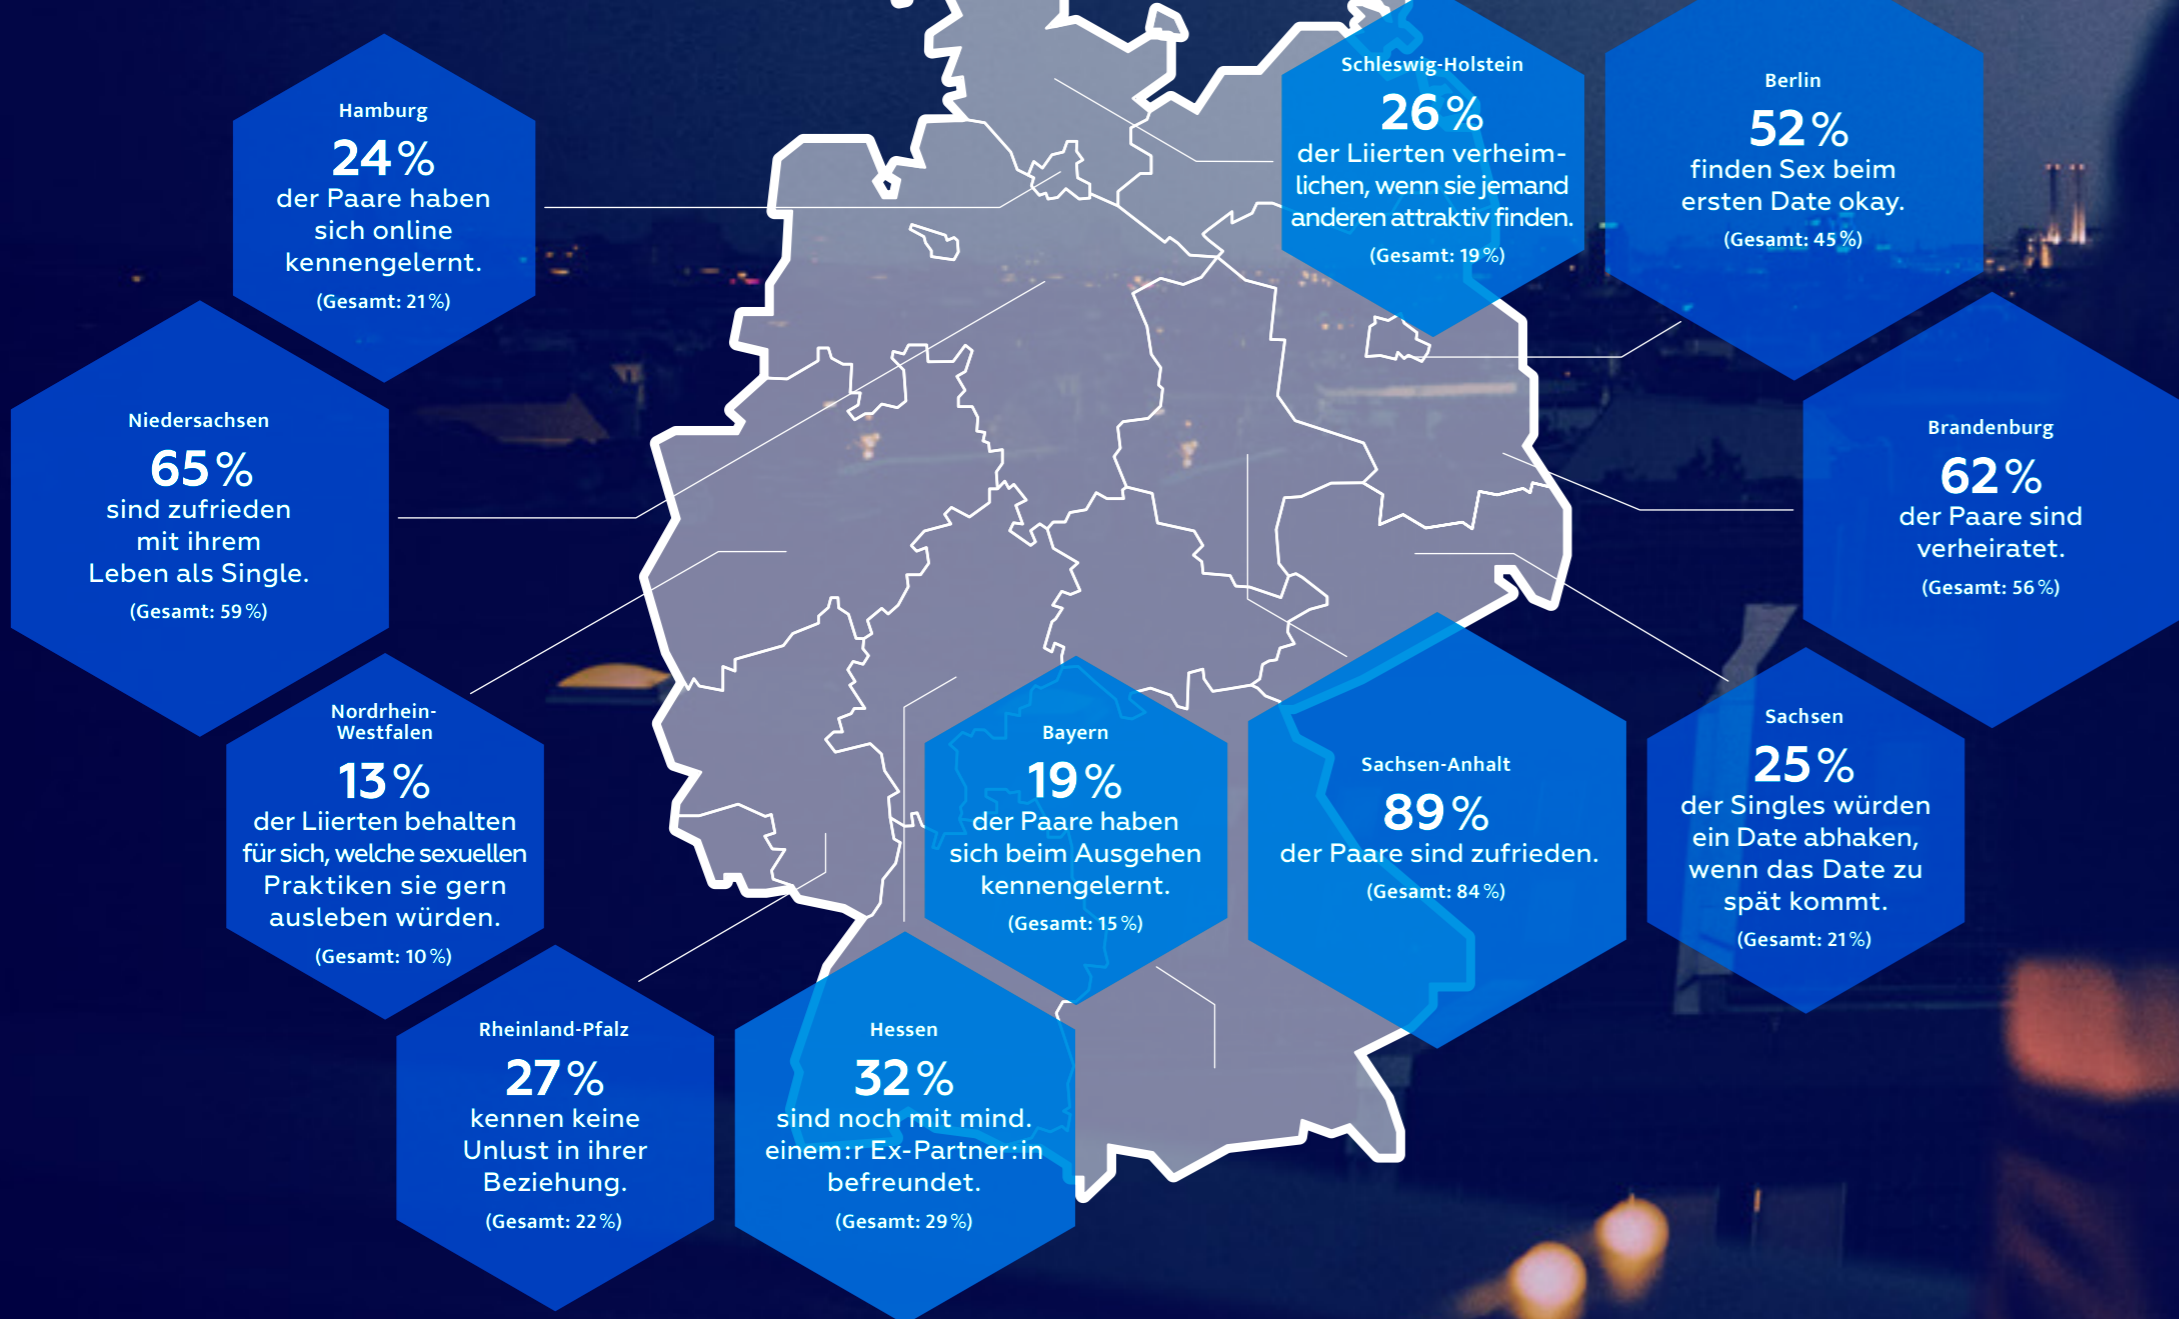 Hamburg
24 %
der Paare haben
sich online
kennengelernt.
(Gesamt: 21 %)
Schleswig-Holstein
26 %
der Liierten verheim-
lichen, wenn sie jemand
anderen attraktiv finden.
(Gesamt: 19 %)
Berlin
52 %
finden Sex beim
ersten Date okay.
(Gesamt: 45 %)
Niedersachsen
65 %
sind zufrieden
mit ihrem
Leben als Single.
(Gesamt: 59 %)
Brandenburg
62 %
der Paare sind
verheiratet.
(Gesamt: 56 %)
Nordrhein-
Westfalen
13 %
der Liierten behalten
für sich, welche sexuellen
Praktiken sie gern
ausleben würden.
(Gesamt: 10 %)
Bayern
19 %
der Paare haben
sich beim Ausgehen
kennengelernt.
(Gesamt: 15 %)
Sachsen-Anhalt
89 %
der Paare sind zufrieden.
(Gesamt: 84 %)
Sachsen
25 %
der Singles würden
ein Date abhaken,
wenn das Date zu
spät kommt.
(Gesamt: 21 %)
Rheinland-Pfalz
27 %
kennen keine
Unlust in ihrer
Beziehung.
(Gesamt: 22 %)
Hessen
32 %
sind noch mit mind.
einem:r Ex-Partner:in
befreundet.
(Gesamt: 29 %)